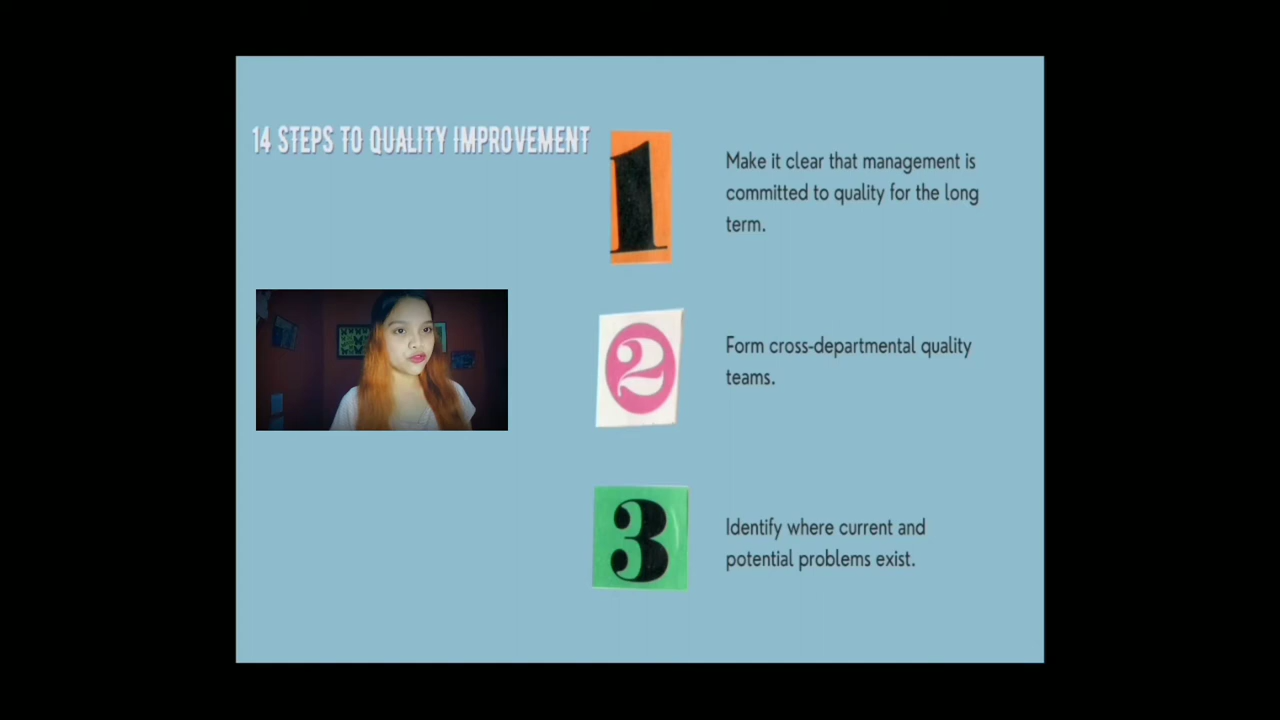 14 STEPS TO QUALITY IMPROVEMENT
1
Make it clear that management is
committed to quality for the long
term.
2
Form cross-departmental quality
teams.
3
Identify where current and
potential problems exist.